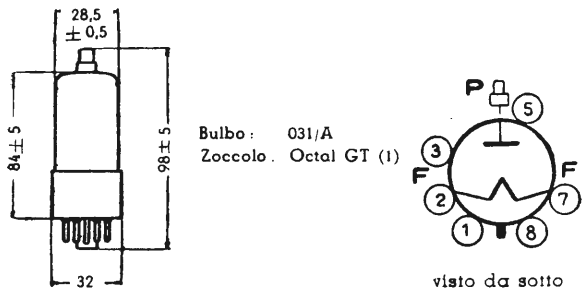 28,5
± 0,5
84 ± 5
98 ± 5
32
Bulbo : 031/A
Zoccolo . Octal GT (1)
P
5
3
F
F
2
7
1
8
visto da sotto